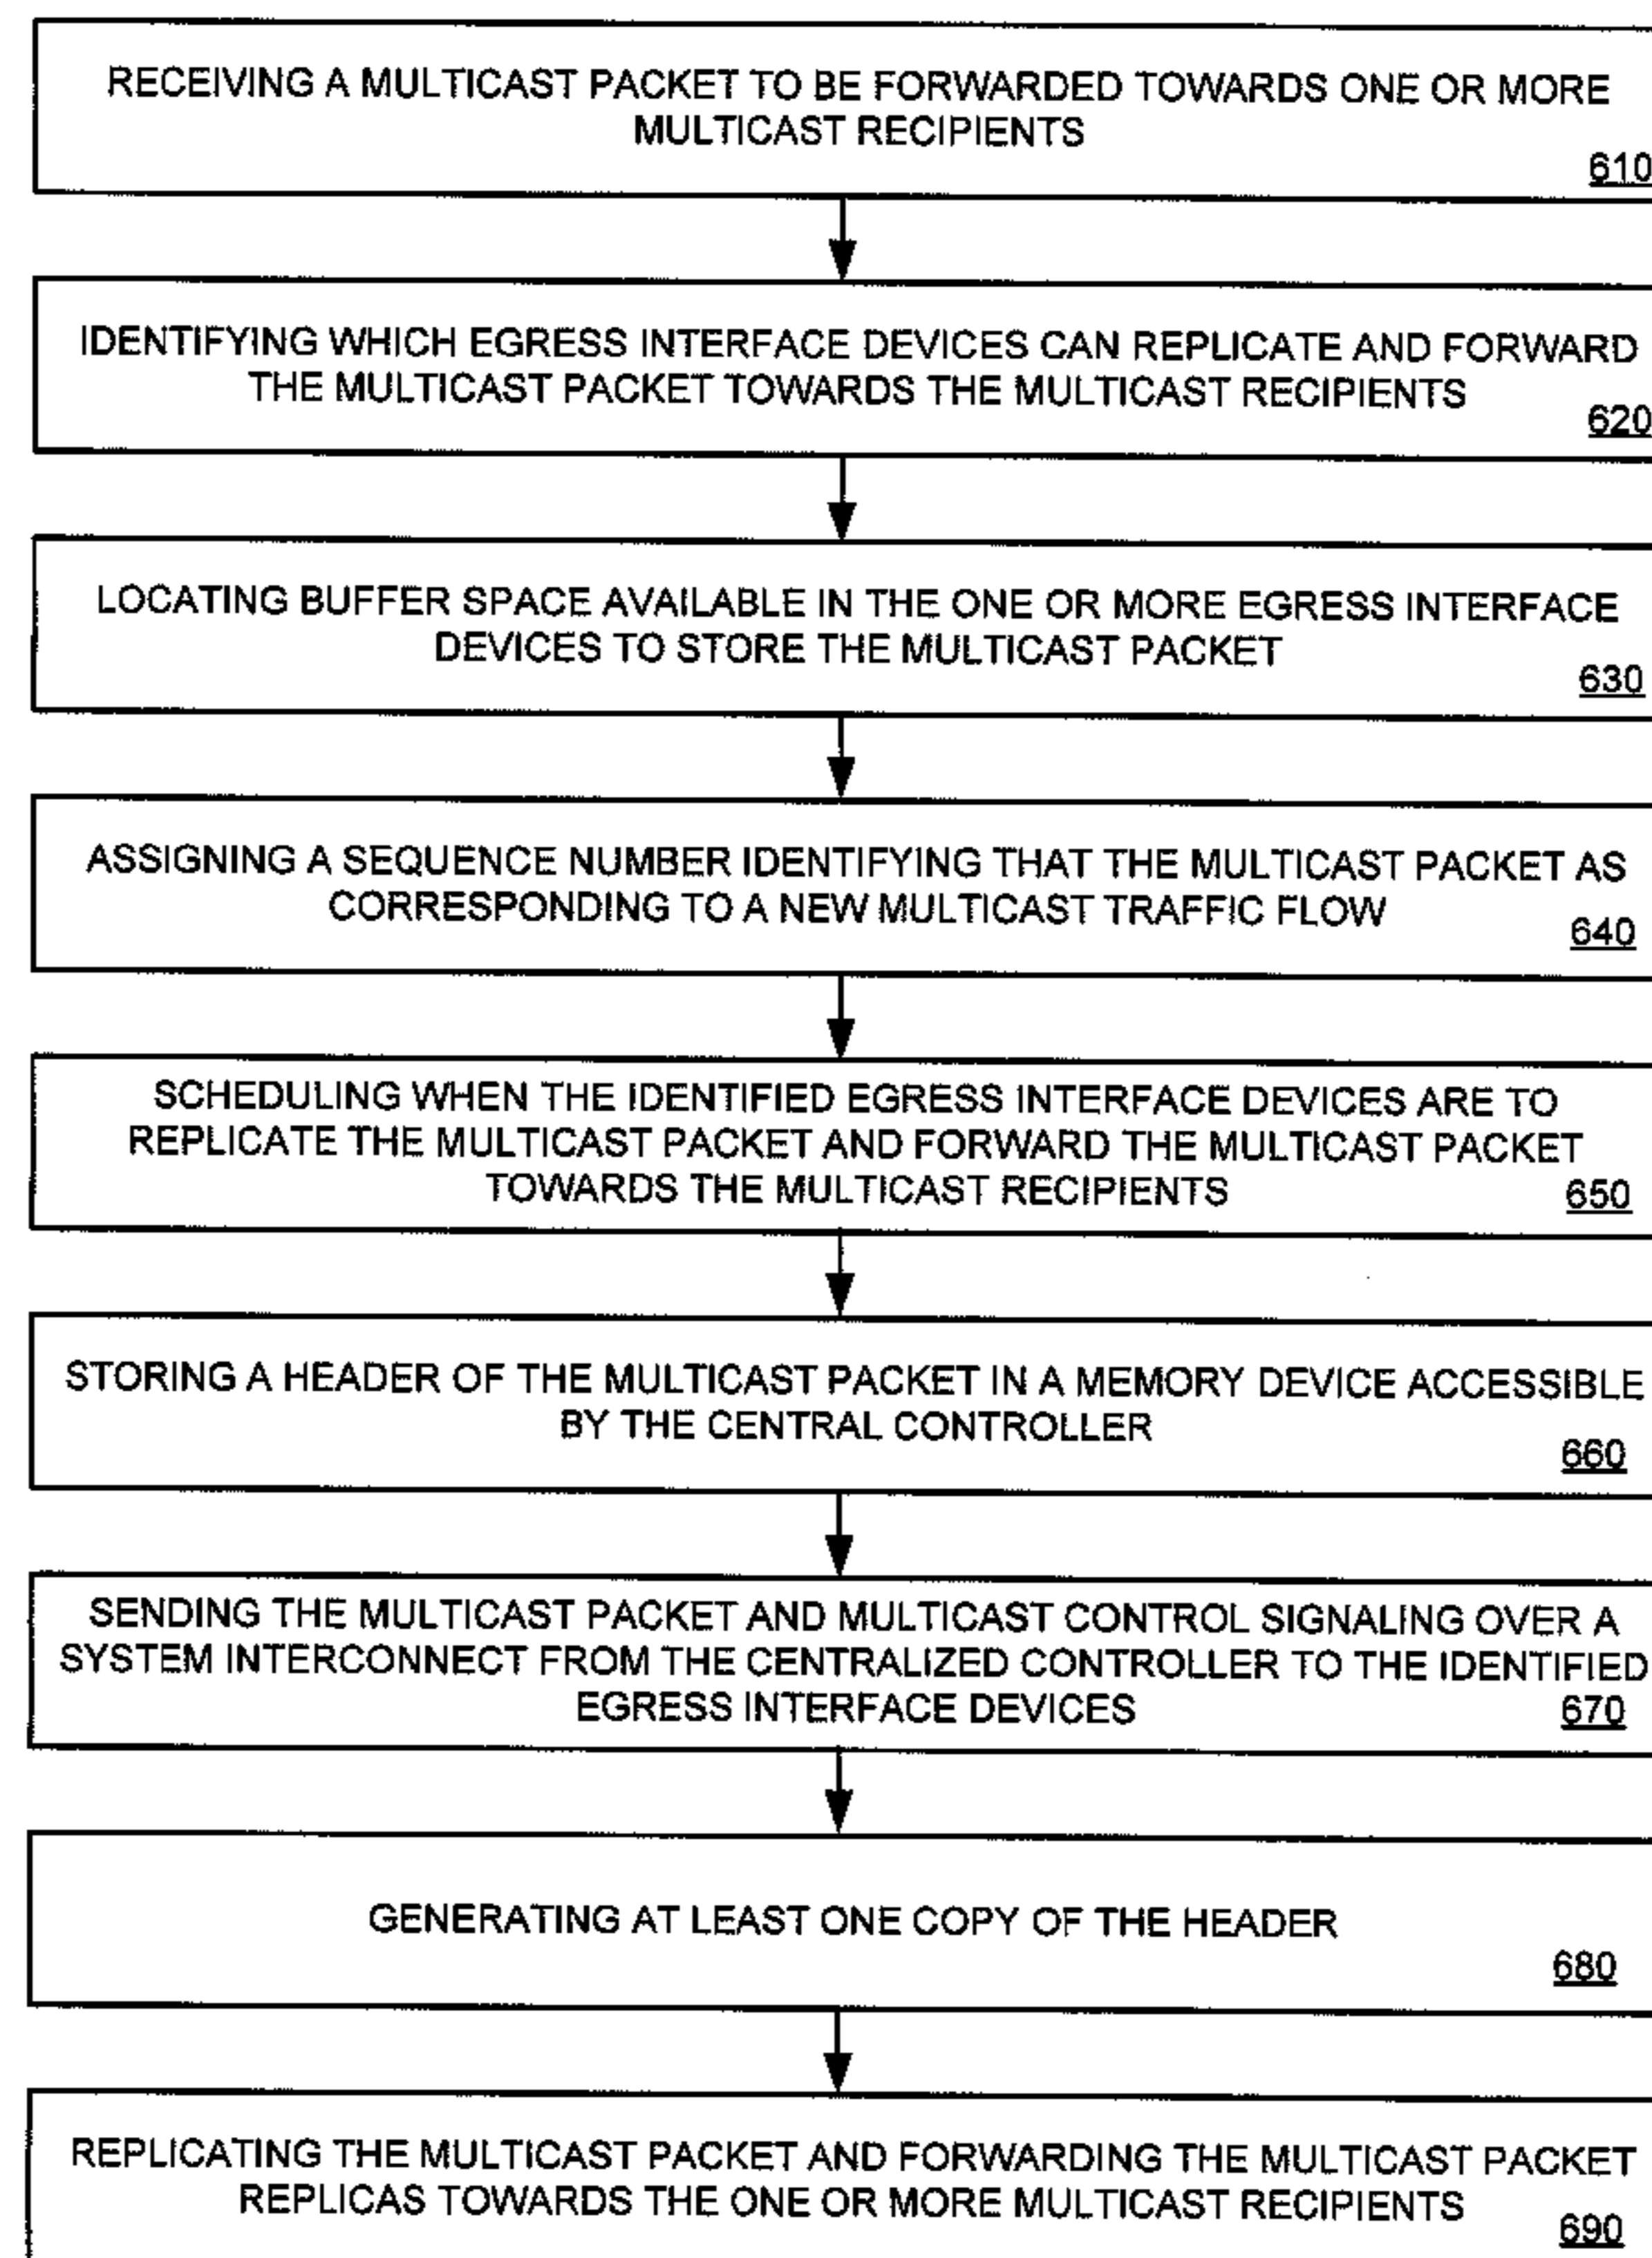 RECEIVING A MULTICAST PACKET TO BE FORWARDED TOWARDS ONE OR MORE
MULTICAST RECIPIENTS
610
IDENTIFYING WHICH EGRESS INTERFACE DEVICES CAN REPLICATE AND FORWARD
THE MULTICAST PACKET TOWARDS THE MULTICAST RECIPIENTS
620
LOCATING BUFFER SPACE AVAILABLE IN THE ONE OR MORE EGRESS INTERFACE
DEVICES TO STORE THE MULTICAST PACKET
630
ASSIGNING A SEQUENCE NUMBER IDENTIFYING THAT THE MULTICAST PACKET AS
CORRESPONDING TO A NEW MULTICAST TRAFFIC FLOW
640
SCHEDULING WHEN THE IDENTIFIED EGRESS INTERFACE DEVICES ARE TO
REPLICATE THE MULTICAST PACKET AND FORWARD THE MULTICAST PACKET
TOWARDS THE MULTICAST RECIPIENTS
650
STORING A HEADER OF THE MULTICAST PACKET IN A MEMORY DEVICE ACCESSIBLE
BY THE CENTRAL CONTROLLER
660
SENDING THE MULTICAST PACKET AND MULTICAST CONTROL SIGNALING OVER A
SYSTEM INTERCONNECT FROM THE CENTRALIZED CONTROLLER TO THE IDENTIFIED
EGRESS INTERFACE DEVICES
670
GENERATING AT LEAST ONE COPY OF THE HEADER
680
REPLICATING THE MULTICAST PACKET AND FORWARDING THE MULTICAST PACKET
REPLICAS TOWARDS THE ONE OR MORE MULTICAST RECIPIENTS
690